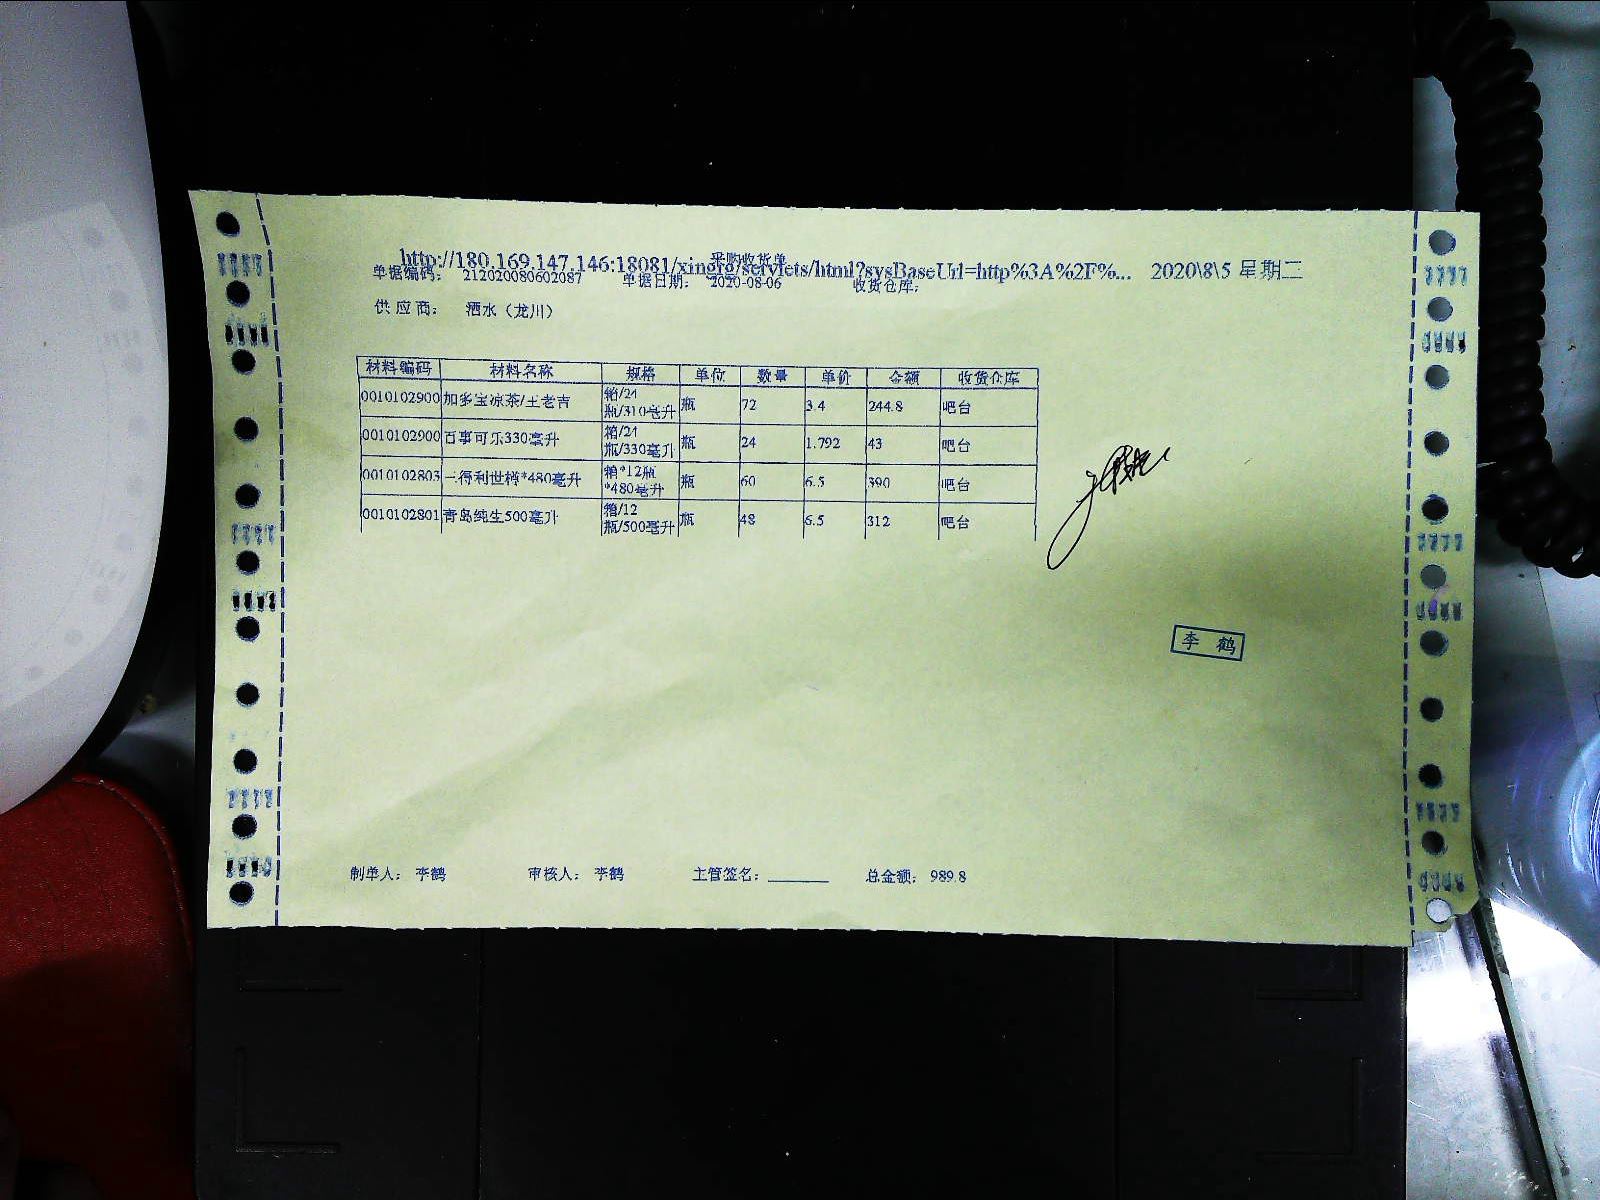 采购收货单
http://180.169.147.146:18081/xingrg/servlets/html?sysBaseUrl=http%3A%2F%... 2020\8\5 星期二
单据编码： 212020080602087 单据日期： 2020-08-06 收货仓库：
供应商： 酒水（龙川）
材料编码 材料名称 规格 单位 数量 单价 金额 收货仓库
0010102900 加多宝凉茶/王老吉 箱/24瓶/310毫升 瓶 72 3.4 244.8 吧台
0010102900 百事可乐330毫升 箱/24瓶/330毫升 瓶 24 1.792 43 吧台
0010102803 三得利世博*480毫升 箱*12瓶*480毫升 瓶 60 6.5 390 吧台
0010102801 青岛纯生500毫升 箱/12瓶/500毫升 瓶 48 6.5 312 吧台
李 鹤
制单人： 李鹤 审核人： 李鹤 主管签名：______ 总金额： 989.8